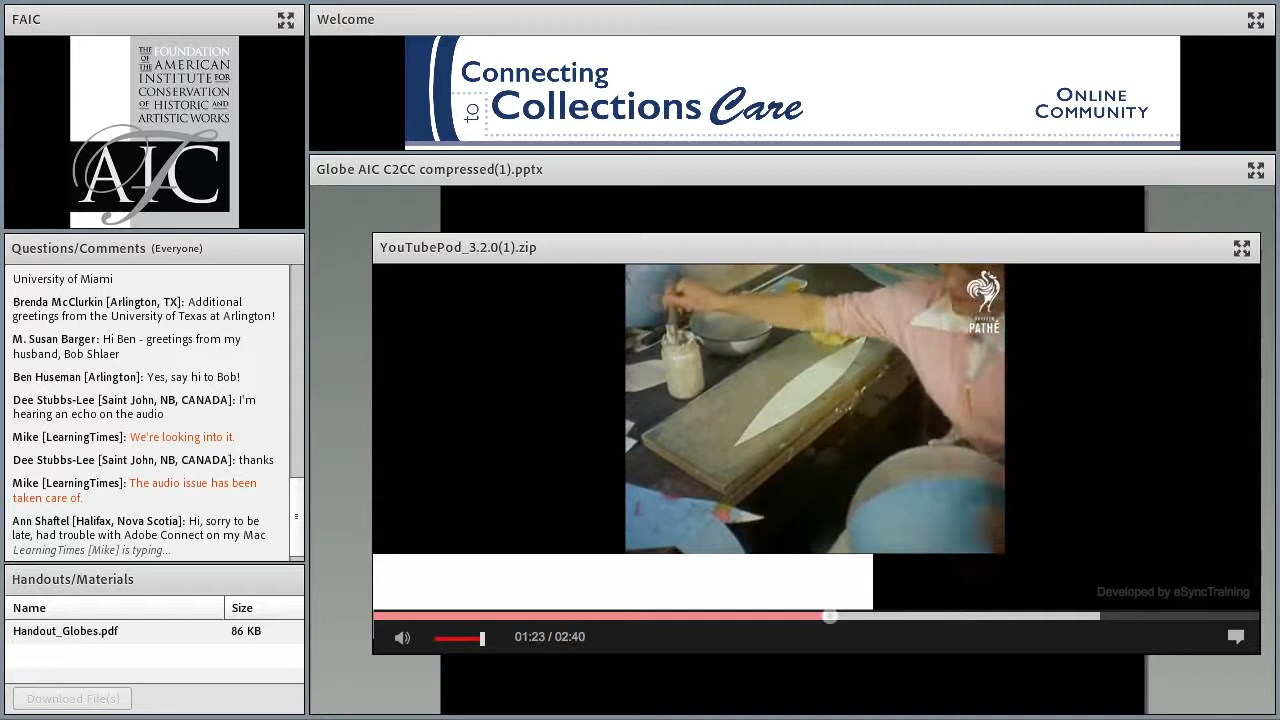 FAIC
THE FOUNDATION
OF THE AMERICAN
INSTITUTE FOR
CONSERVATION
OF HISTORIC AND
ARTISTIC WORKS
FAIC
Welcome
Connecting
to Collections Care
ONLINE
COMMUNITY
Globe AIC C2CC compressed(1).pptx
YouTubePod_3.2.0(1).zip
BRITISH
PATHÉ
Developed by eSyncTraining
01:23 / 02:40
Questions/Comments (Everyone)
University of Miami
Brenda McClurkin [Arlington, TX]: Additional
greetings from the University of Texas at Arlington!
M. Susan Barger: Hi Ben - greetings from my
husband, Bob Shlaer
Ben Huseman [Arlington]: Yes, say hi to Bob!
Dee Stubbs-Lee [Saint John, NB, CANADA]: I'm
hearing an echo on the audio
Mike [LearningTimes]: We're looking into it.
Dee Stubbs-Lee [Saint John, NB, CANADA]: thanks
Mike [LearningTimes]: The audio issue has been
taken care of.
Ann Shaftel [Halifax, Nova Scotia]: Hi, sorry to be
late, had trouble with Adobe Connect on my Mac
LearningTimes [Mike] is typing...
Handouts/Materials
Name Size
Handout_Globes.pdf 86 KB
Download File(s)